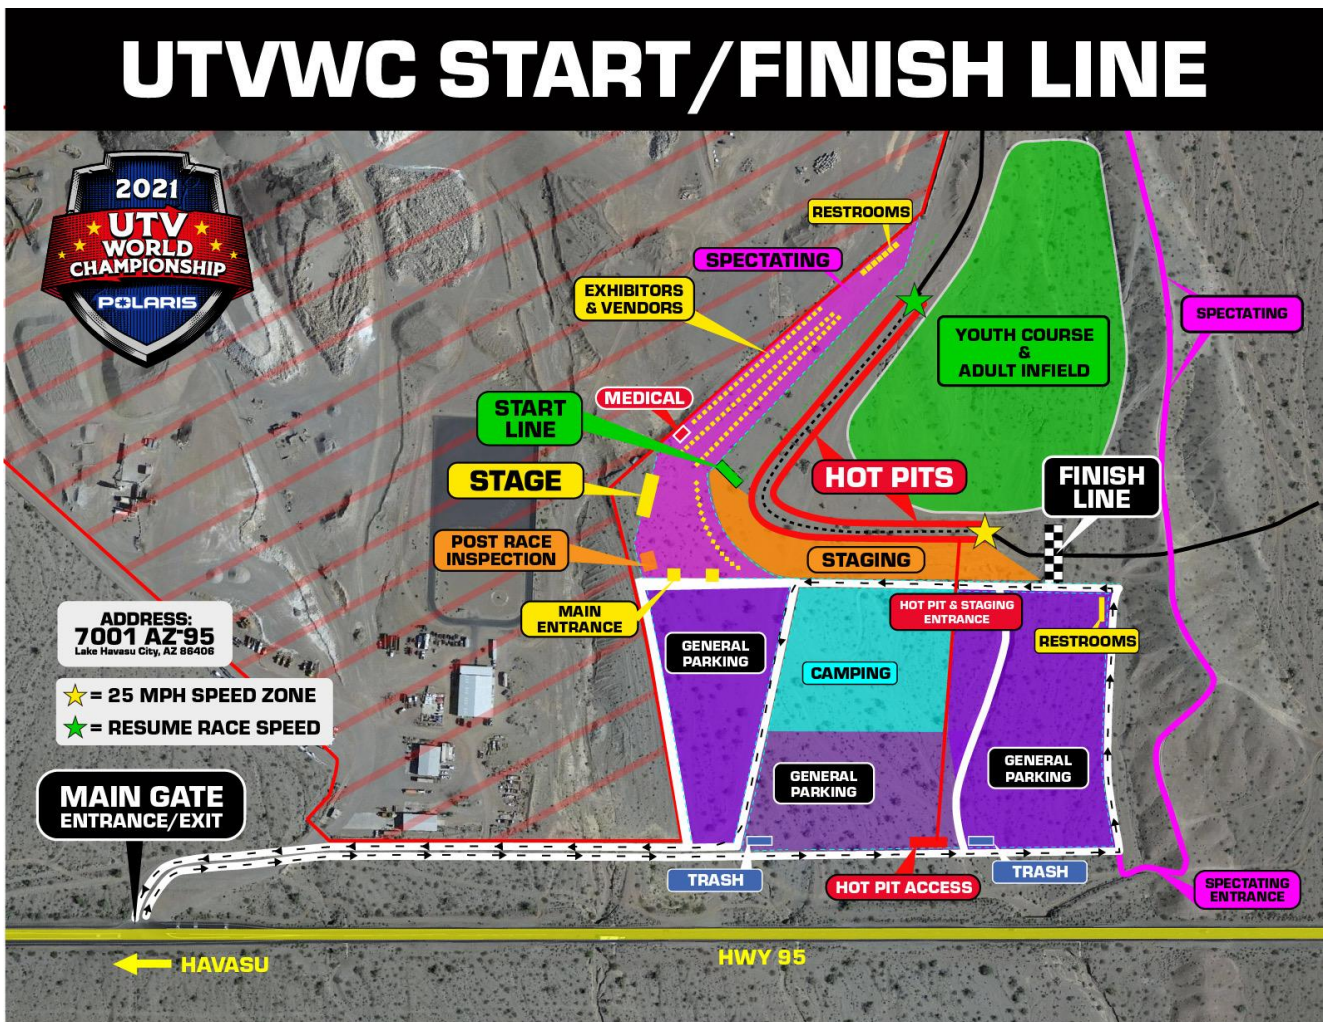 UTVWC START/FINISH LINE
2021
UTV
WORLD
CHAMPIONSHIP
POLARIS
RESTROOMS
SPECTATING
EXHIBITORS
& VENDORS
SPECTATING
YOUTH COURSE
&
ADULT INFIELD
MEDICAL
START
LINE
STAGE
HOT PITS
FINISH
LINE
POST RACE
INSPECTION
STAGING
MAIN
ENTRANCE
HOT PIT & STAGING
ENTRANCE
RESTROOMS
ADDRESS:
7001 AZ-95
Lake Havasu City, AZ 86406
GENERAL
PARKING
CAMPING
= 25 MPH SPEED ZONE
= RESUME RACE SPEED
GENERAL
PARKING
GENERAL
PARKING
MAIN GATE
ENTRANCE/EXIT
TRASH
HOT PIT ACCESS
TRASH
SPECTATING
ENTRANCE
HAVASU
HWY 95